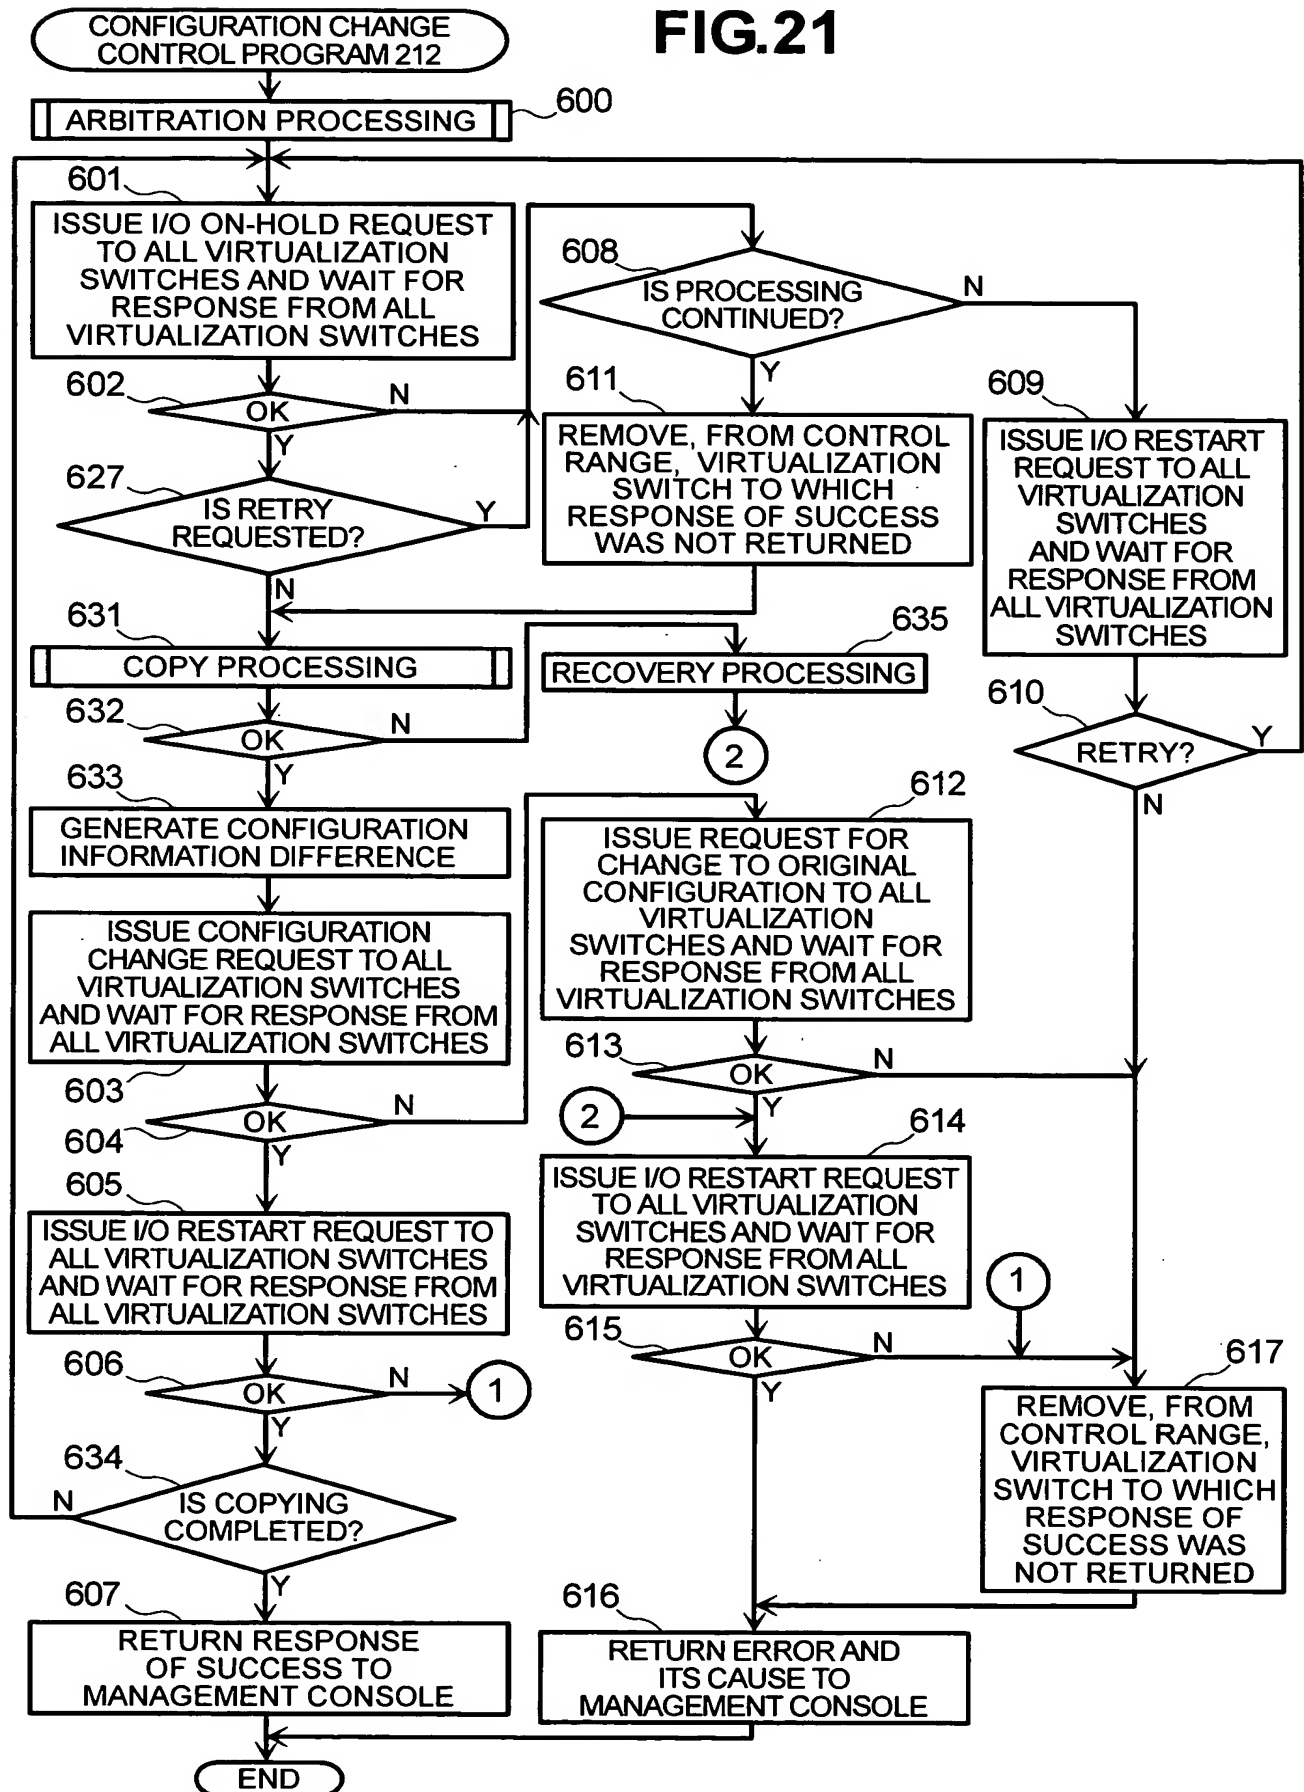 FIG.21
CONFIGURATION CHANGE
CONTROL PROGRAM 212
600
ARBITRATION PROCESSING
601
ISSUE I/O ON-HOLD REQUEST
TO ALL VIRTUALIZATION
SWITCHES AND WAIT FOR
RESPONSE FROM ALL
VIRTUALIZATION SWITCHES
602
OK
N
Y
627
IS RETRY
REQUESTED?
Y
N
631
COPY PROCESSING
632
OK
N
Y
633
GENERATE CONFIGURATION
INFORMATION DIFFERENCE
ISSUE CONFIGURATION
CHANGE REQUEST TO ALL
VIRTUALIZATION SWITCHES
AND WAIT FOR RESPONSE FROM
ALL VIRTUALIZATION SWITCHES
603
604
OK
N
Y
605
ISSUE I/O RESTART REQUEST TO
ALL VIRTUALIZATION SWITCHES
AND WAIT FOR RESPONSE FROM
ALL VIRTUALIZATION SWITCHES
606
OK
N
1
Y
634
N
IS COPYING
COMPLETED?
Y
607
RETURN RESPONSE
OF SUCCESS TO
MANAGEMENT CONSOLE
END
608
IS PROCESSING
CONTINUED?
N
Y
611
REMOVE, FROM CONTROL
RANGE, VIRTUALIZATION
SWITCH TO WHICH
RESPONSE OF SUCCESS
WAS NOT RETURNED
635
RECOVERY PROCESSING
2
612
ISSUE REQUEST FOR
CHANGE TO ORIGINAL
CONFIGURATION TO ALL
VIRTUALIZATION
SWITCHES AND WAIT FOR
RESPONSE FROM ALL
VIRTUALIZATION SWITCHES
613
OK
N
Y
2
614
ISSUE I/O RESTART REQUEST
TO ALL VIRTUALIZATION
SWITCHES AND WAIT FOR
RESPONSE FROM ALL
VIRTUALIZATION SWITCHES
615
OK
N
1
Y
616
RETURN ERROR AND
ITS CAUSE TO
MANAGEMENT CONSOLE
609
ISSUE I/O RESTART
REQUEST TO ALL
VIRTUALIZATION
SWITCHES
AND WAIT FOR
RESPONSE FROM
ALL VIRTUALIZATION
SWITCHES
610
RETRY?
Y
N
617
REMOVE, FROM
CONTROL RANGE,
VIRTUALIZATION
SWITCH TO WHICH
RESPONSE OF
SUCCESS WAS
NOT RETURNED